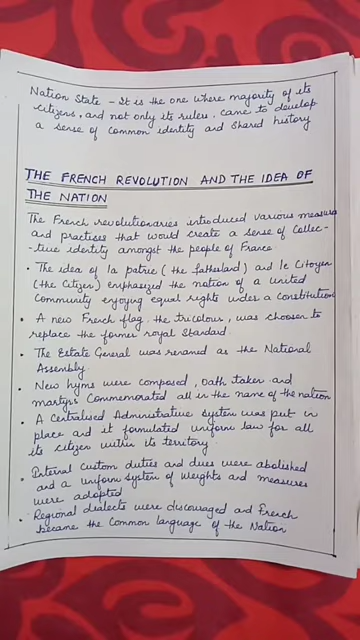 Nation State - It is the one where majority of its
citizens, and not only its rulers, came to develop
a sense of common identity and shared history
THE FRENCH REVOLUTION AND THE IDEA OF
THE NATION
The French revolutionaries introduced various measures
and practises that would create a sense of Collec-
tive identity amongst the people of France.
• The idea of la patrie (the fatherland) and le Citoyen
(the Citizen) emphasized the notion of a united
Community enjoying equal rights under a Constitution
• A new French flag, the tricolour, was choosen to
replace the former royal Standard.
• The Estate General was renamed as the National
Assembly.
• New hyms were composed, oath taken and
martyrs Commemorated all in the name of the nation
• A Centralised Administrative System was put in
place and it formulated uniform law for all
its citizen within its territory
• Internal Custom duties and dues were abolished
and a uniform system of weights and measures
were adopted
• Regional dialects were discouraged and French
became the Common language of the Nation